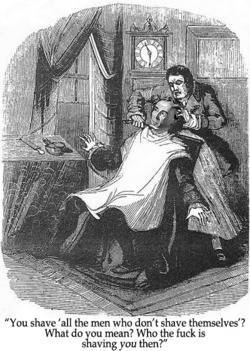 “You shave ‘all the men who don’t shave themselves’?
What do you mean? Who the fuck is
shaving you then?”